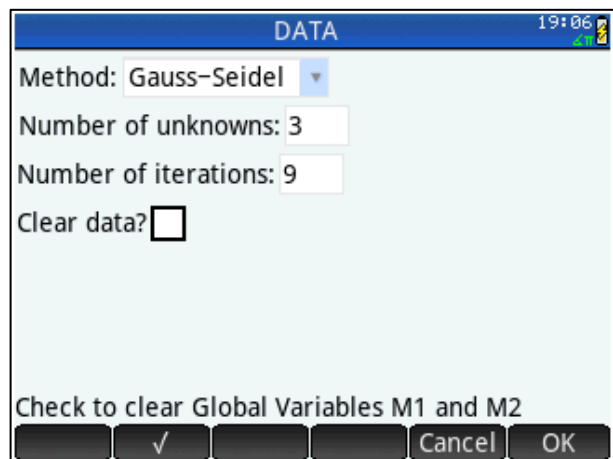 DATA
19:06
∡π
Method: Gauss-Seidel
Number of unknowns: 3
Number of iterations: 9
Clear data?
Check to clear Global Variables M1 and M2
√ Cancel OK